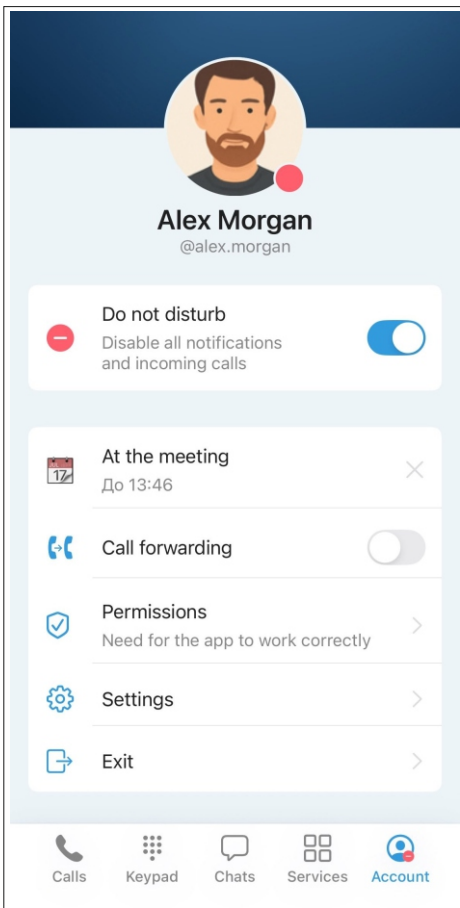 Alex Morgan
@alex.morgan
Do not disturb
Disable all notifications
and incoming calls
17
At the meeting
До 13:46
Call forwarding
Permissions
Need for the app to work correctly
Settings
Exit
Calls
Keypad
Chats
Services
Account